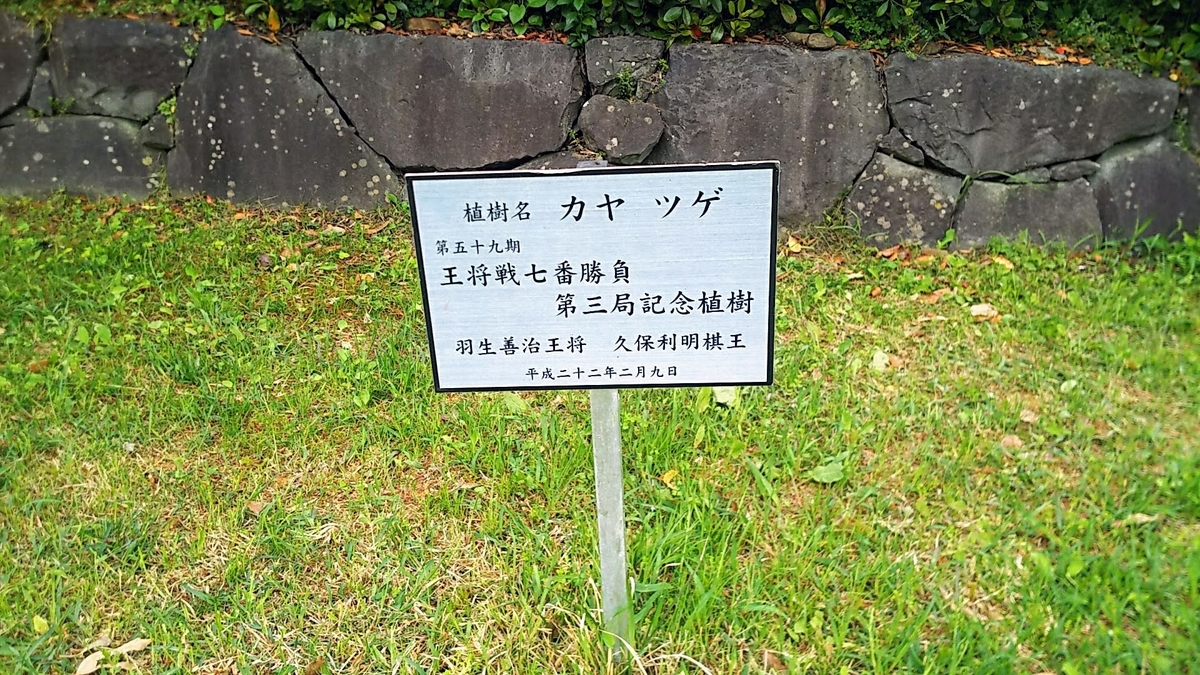 植樹名　カヤ ツゲ
第五十九期
王将戦七番勝負
第三局記念植樹
羽生善治王将　久保利明棋王
平成二十二年二月九日